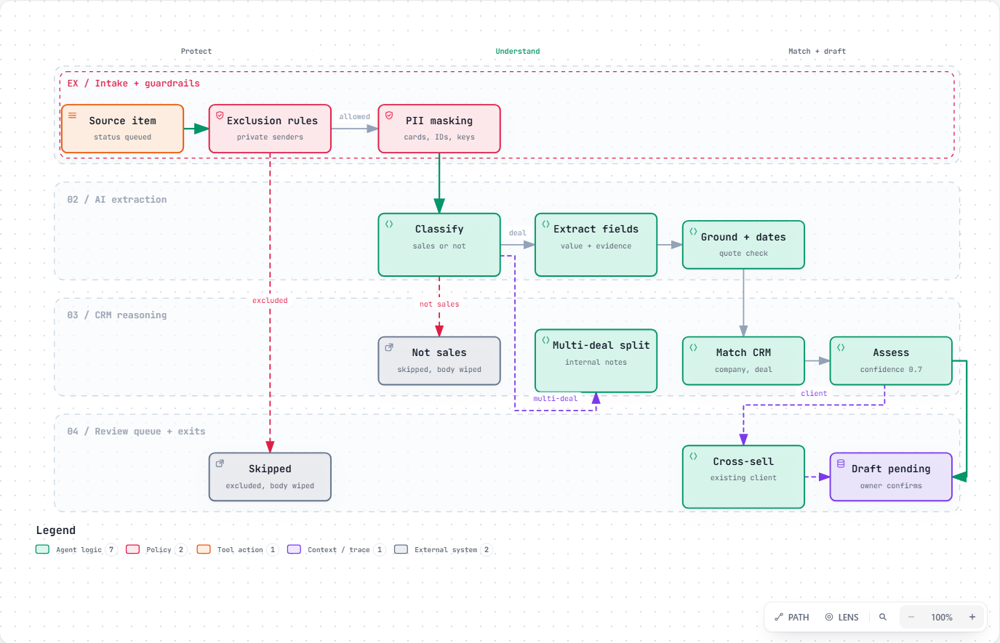 Protect
Understand
Match + draft
EX / Intake + guardrails
Source item
status queued
Exclusion rules
private senders
allowed
PII masking
cards, IDs, keys
02 / AI extraction
Classify
sales or not
deal
Extract fields
value + evidence
Ground + dates
quote check
excluded
not sales
03 / CRM reasoning
Not sales
skipped, body wiped
Multi-deal split
internal notes
Match CRM
company, deal
Assess
confidence 0.7
multi-deal
client
04 / Review queue + exits
Skipped
excluded, body wiped
Cross-sell
existing client
Draft pending
owner confirms
Legend
Agent logic 7
Policy 2
Tool action 1
Context / trace 1
External system 2
PATH
LENS
− 100% +